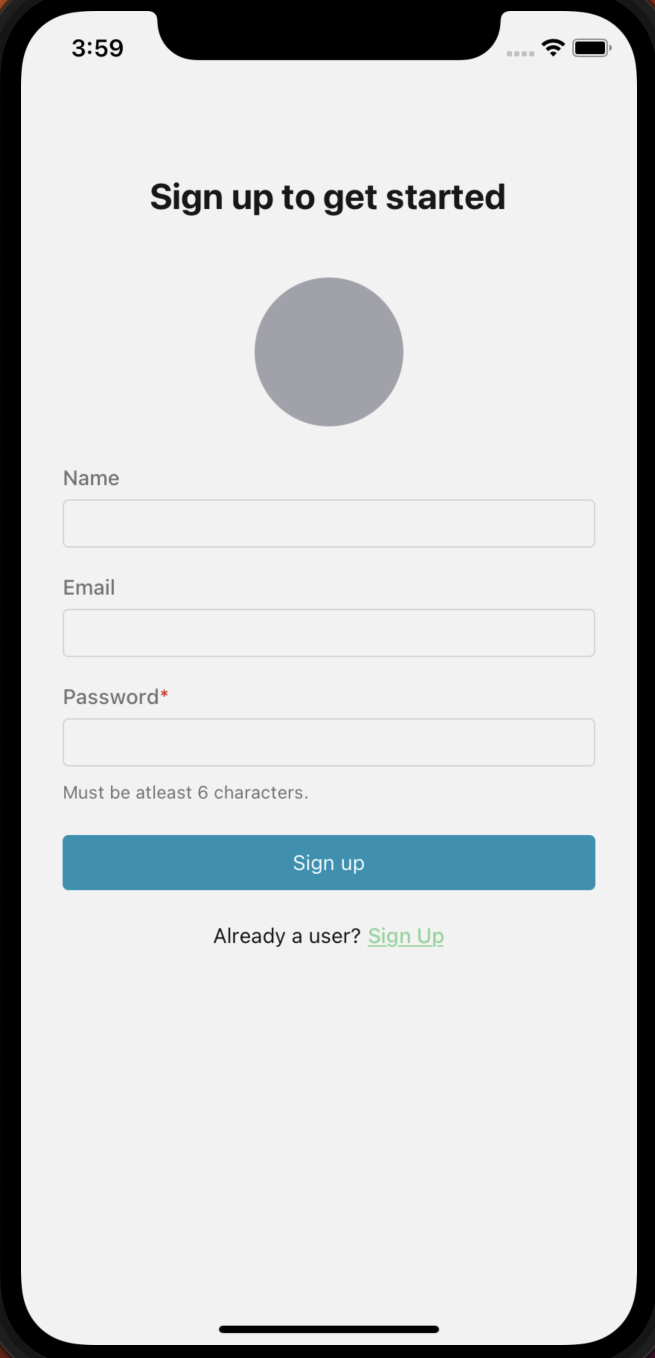 3:59
Sign up to get started
Name
Email
Password*
Must be atleast 6 characters.
Sign up
Already a user? Sign Up